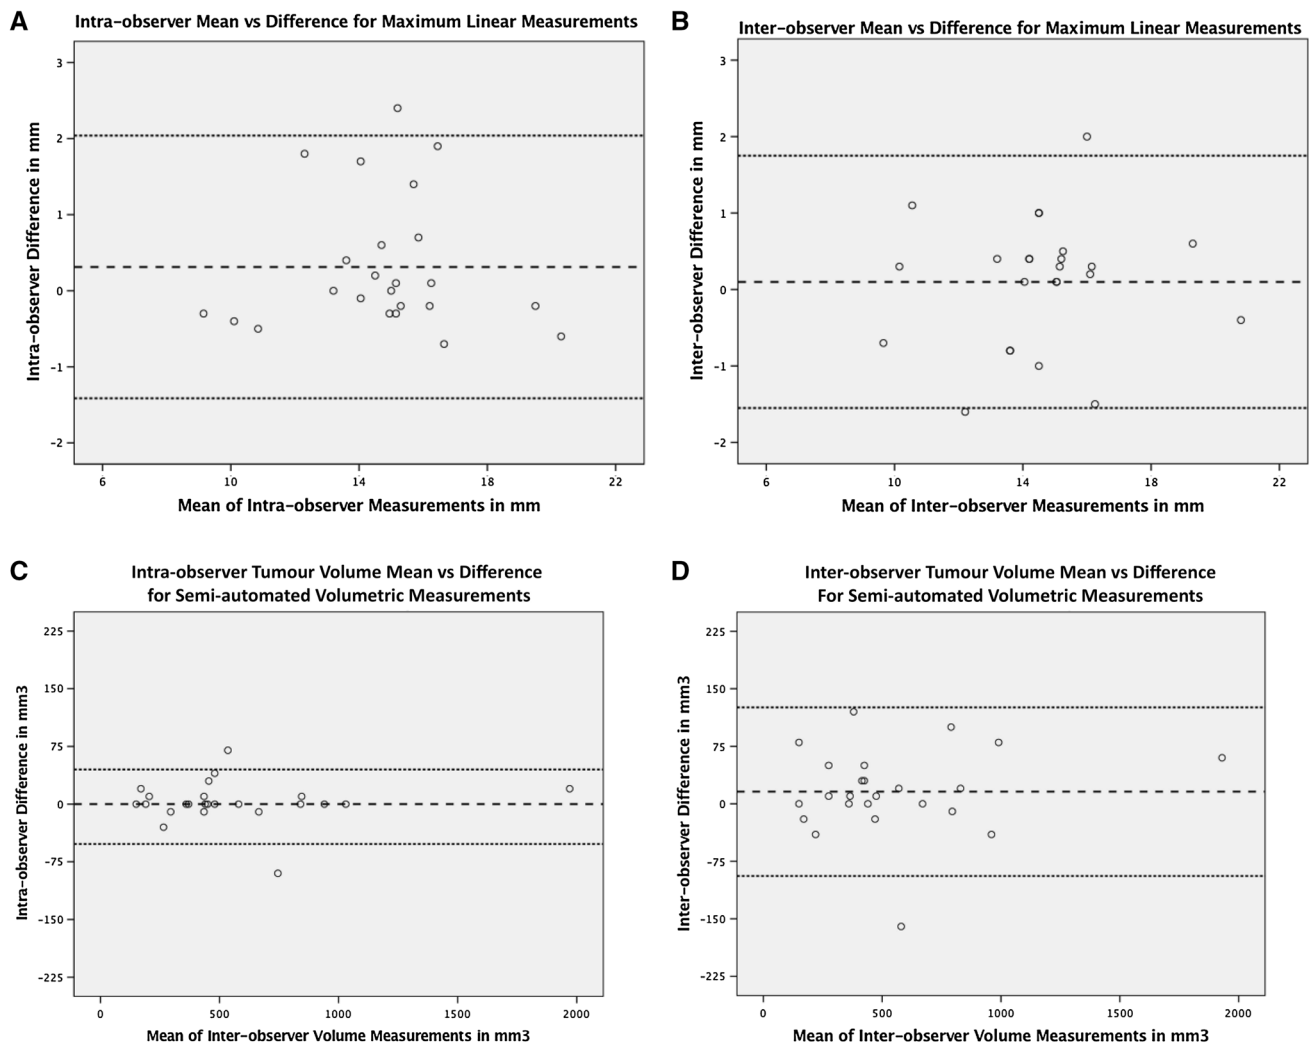 A
Intra-observer Mean vs Difference for Maximum Linear Measurements
Intra-observer Difference in mm
3
2
1
0
-1
-2
6 10 14 18 22
Mean of Intra-observer Measurements in mm
B
Inter-observer Mean vs Difference for Maximum Linear Measurements
Inter-observer Difference in mm
3
2
1
0
-1
-2
6 10 14 18 22
Mean of Inter-observer Measurements in mm
C
Intra-observer Tumour Volume Mean vs Difference
for Semi-automated Volumetric Measurements
Intra-observer Difference in mm3
225
150
75
0
-75
-150
-225
0 500 1000 1500 2000
Mean of Inter-observer Volume Measurements in mm3
D
Inter-observer Tumour Volume Mean vs Difference
For Semi-automated Volumetric Measurements
Inter-observer Difference in mm3
225
150
75
0
-75
-150
-225
0 500 1000 1500 2000
Mean of Inter-observer Volume Measurements in mm3